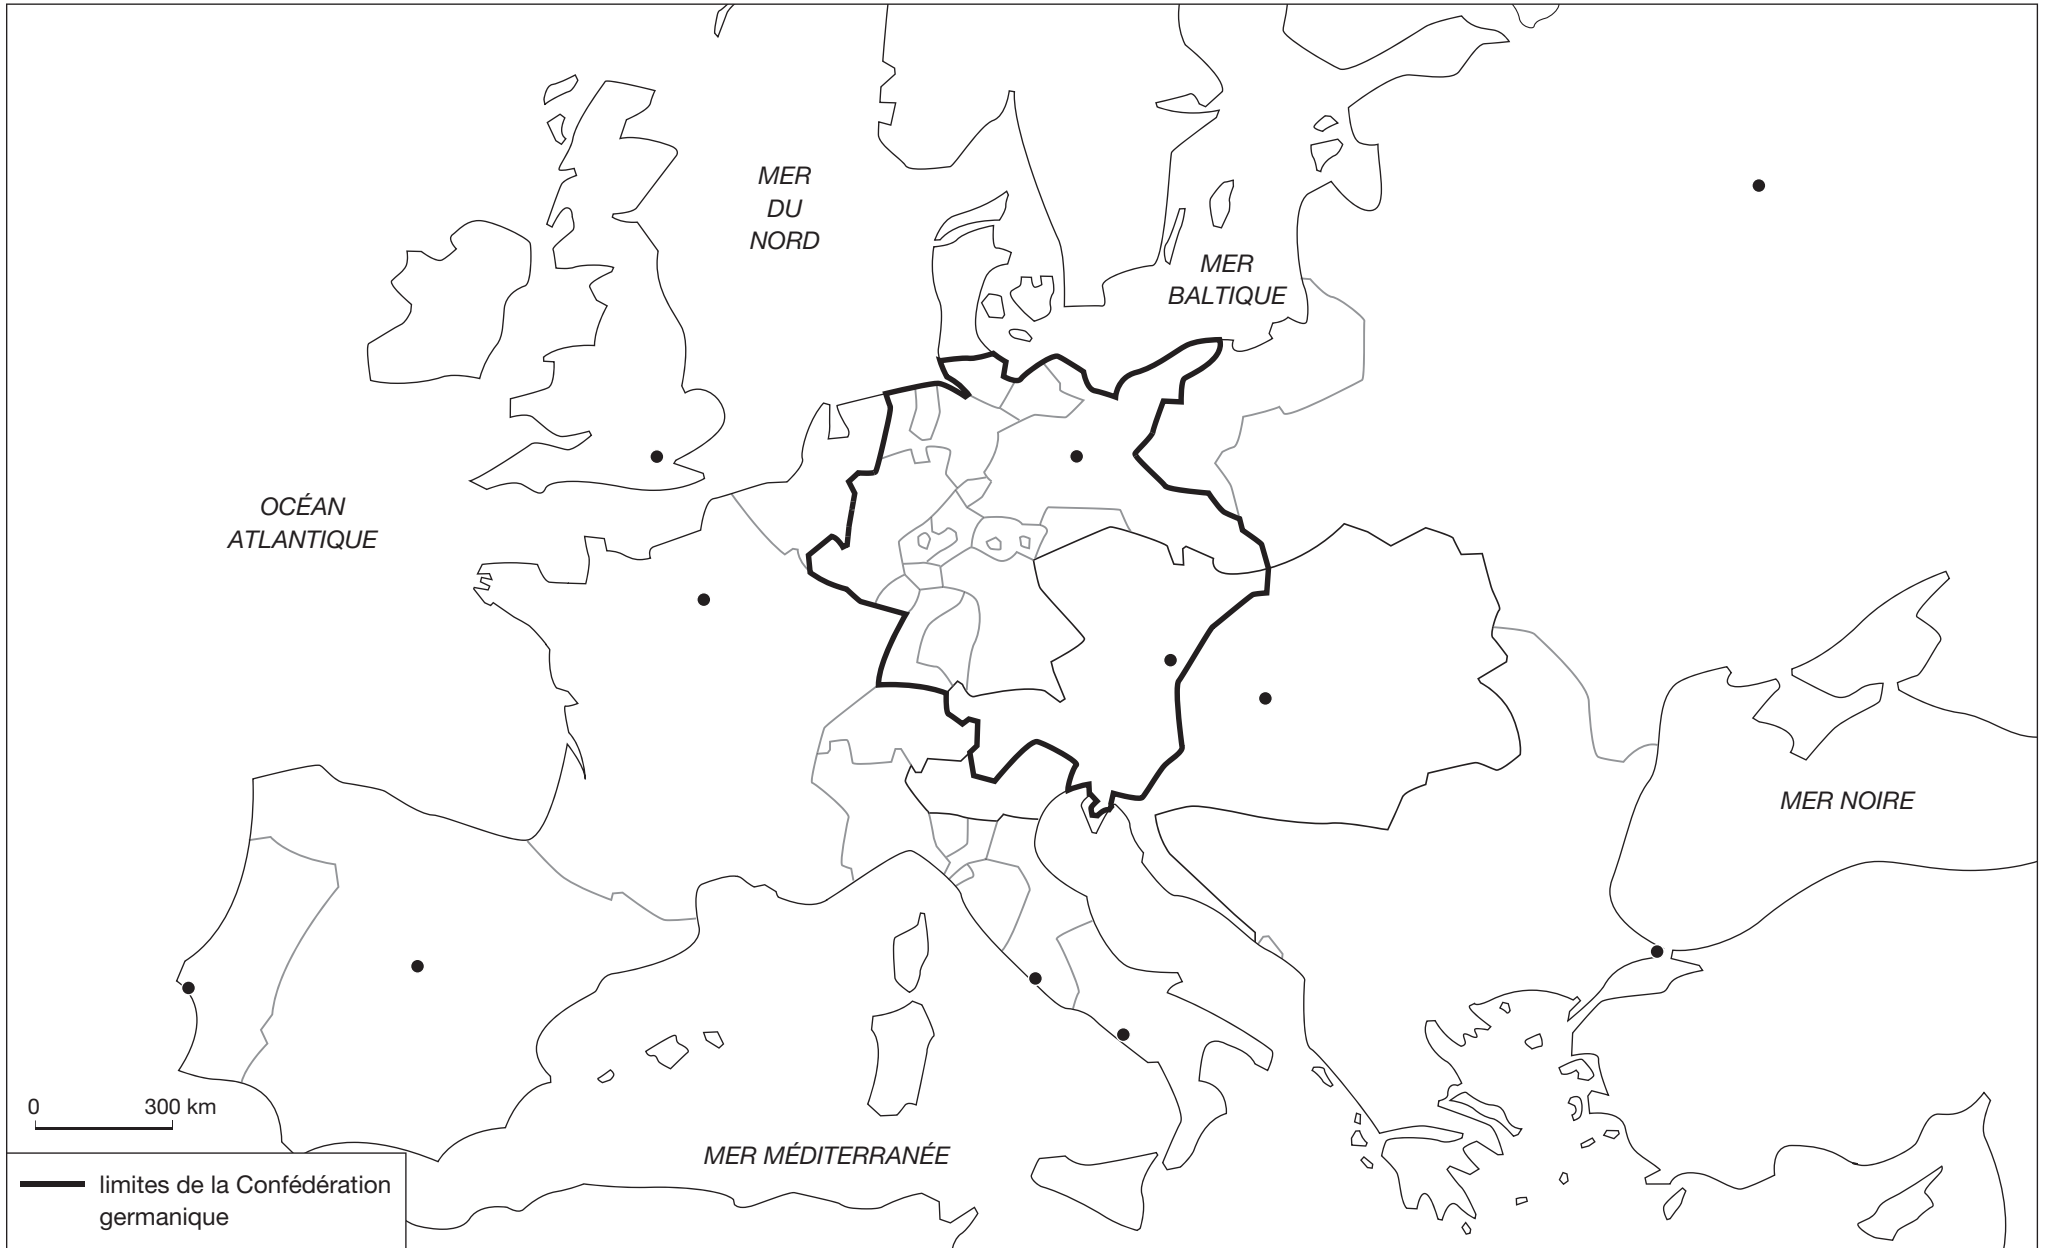 MER
DU
NORD
MER
BALTIQUE
OCÉAN
ATLANTIQUE
MER NOIRE
MER MÉDITERRANÉE
0 300 km
limites de la Confédération
germanique